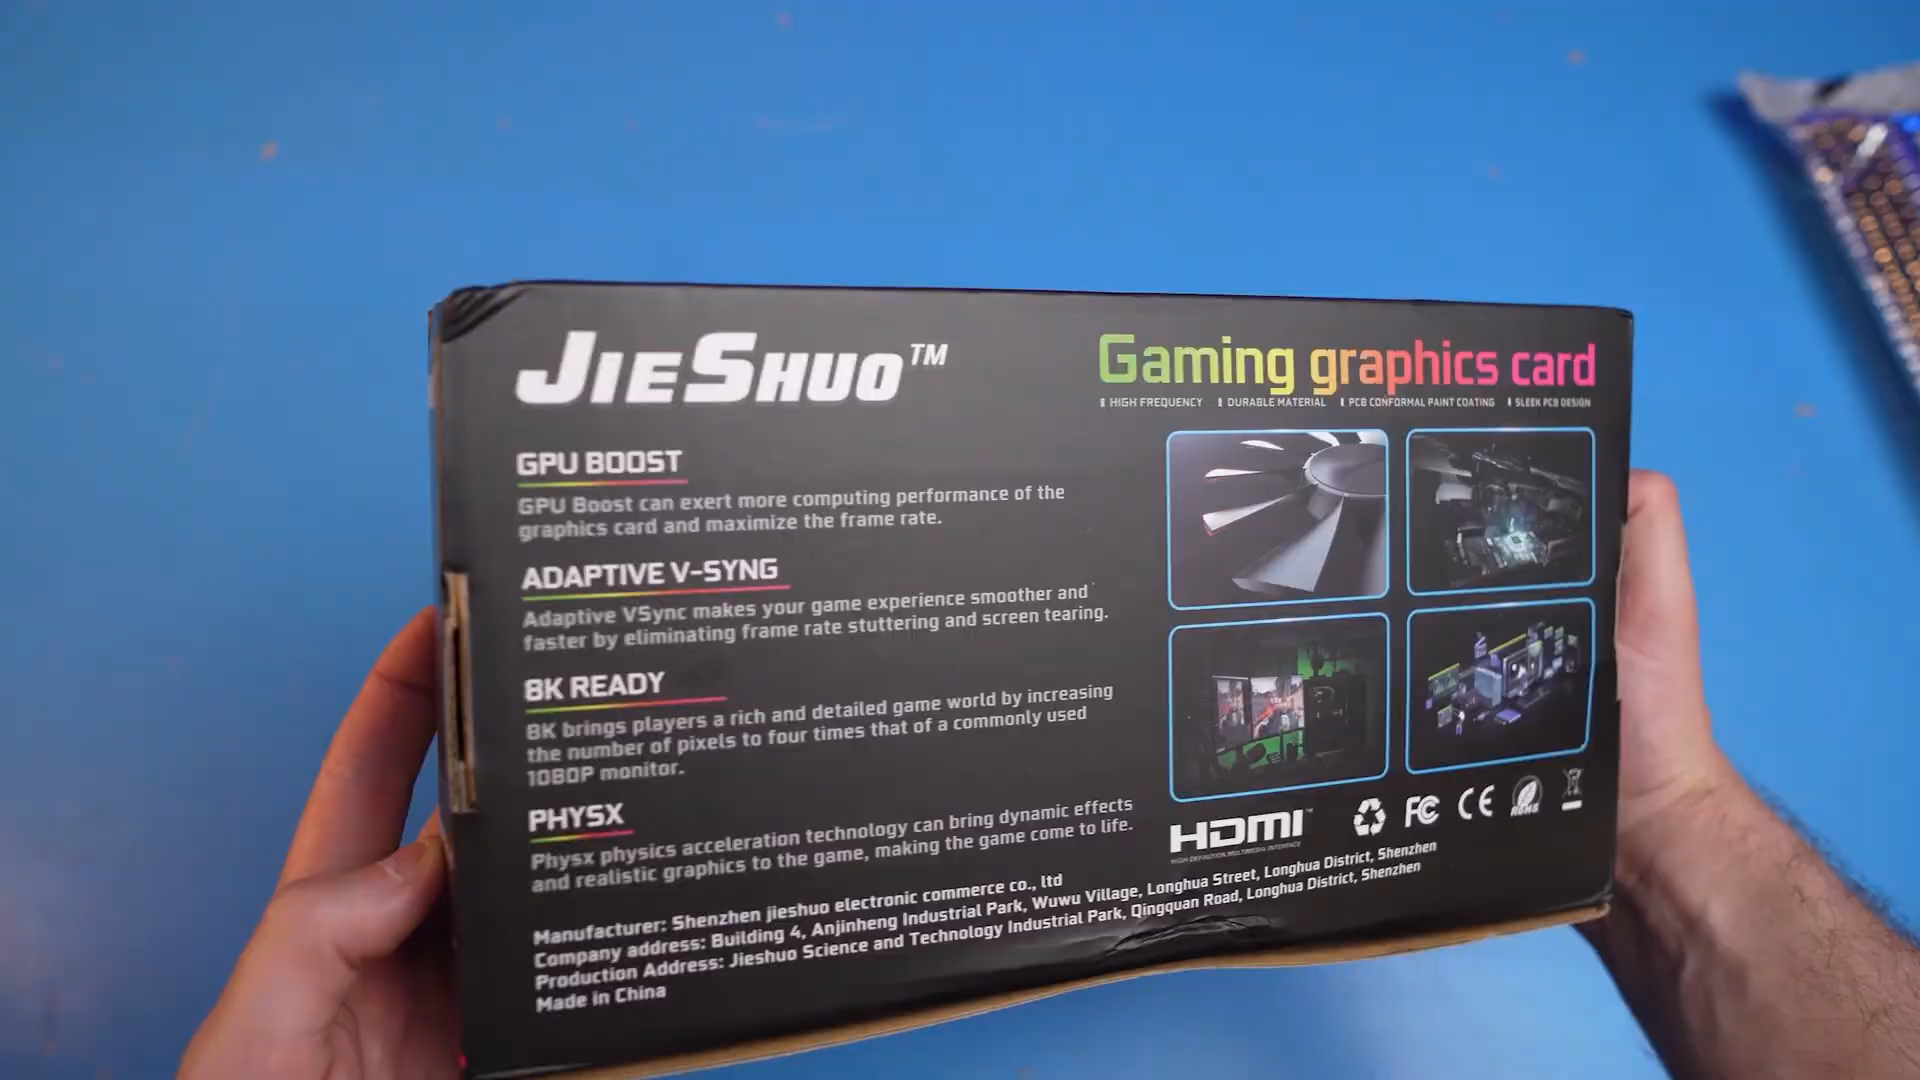 JIESHUO™
Gaming graphics card
HIGH FREQUENCY DURABLE MATERIAL PCB CONFORMAL PAINT COATING SLEEK PCB DESIGN
GPU BOOST
GPU Boost can exert more computing performance of the
graphics card and maximize the frame rate.
ADAPTIVE V-SYNG
Adaptive VSync makes your game experience smoother and
faster by eliminating frame rate stuttering and screen tearing.
8K READY
8K brings players a rich and detailed game world by increasing
the number of pixels to four times that of a commonly used
1080P monitor.
PHYSX
Physx physics acceleration technology can bring dynamic effects
and realistic graphics to the game, making the game come to life.
HDMI™
HIGH-DEFINITION MULTIMEDIA INTERFACE
FC CE ROHS
Manufacturer: Shenzhen jieshuo electronic commerce co., ltd
Company address: Building 4, Anjinheng Industrial Park, Wuwu Village, Longhua Street, Longhua District, Shenzhen
Production Address: Jieshuo Science and Technology Industrial Park, Qingquan Road, Longhua District, Shenzhen
Made in China